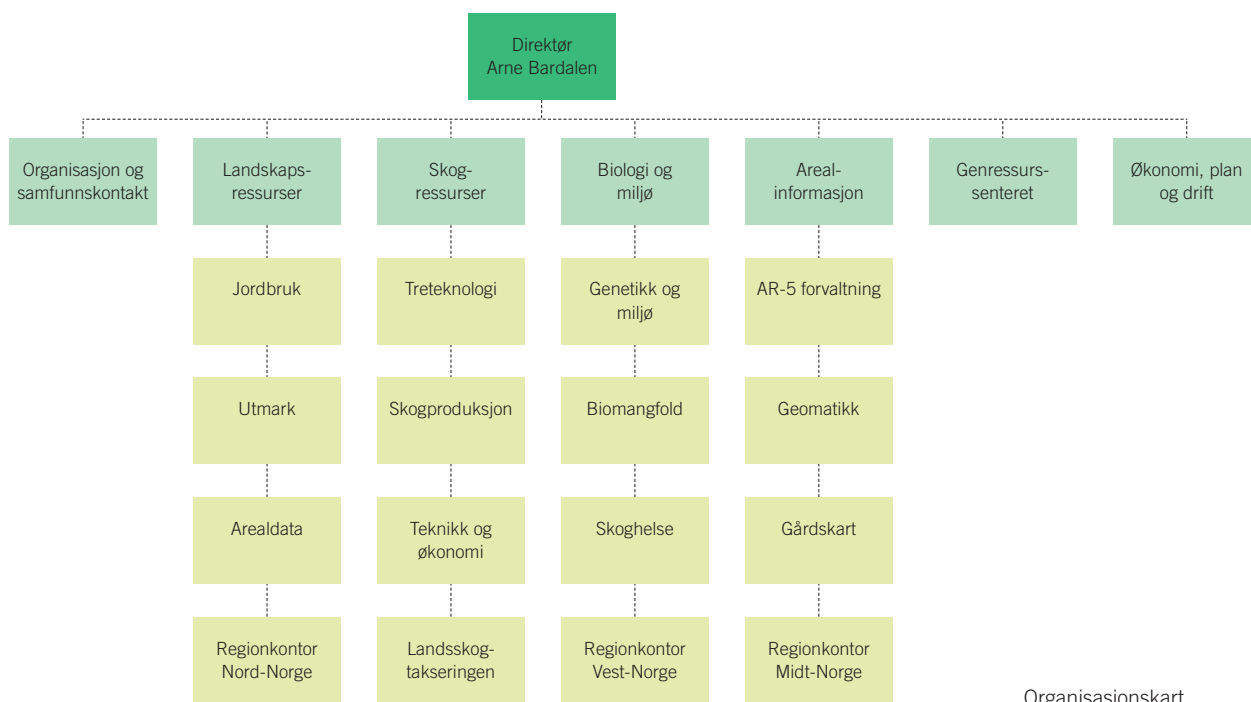 Direktør
Arne Bardalen
Organisasjon og
samfunnskontakt
Landskaps-
ressurser
Skog-
ressurser
Biologi og
miljø
Areal-
informasjon
Genressurs-
senteret
Økonomi, plan
og drift
Jordbruk
Treteknologi
Genetikk og
miljø
AR-5 forvaltning
Utmark
Skogproduksjon
Biomangfold
Geomatikk
Arealdata
Teknikk og
økonomi
Skoghelse
Gårdskart
Regionkontor
Nord-Norge
Landsskog-
takseringen
Regionkontor
Vest-Norge
Regionkontor
Midt-Norge
Organisasjonskart